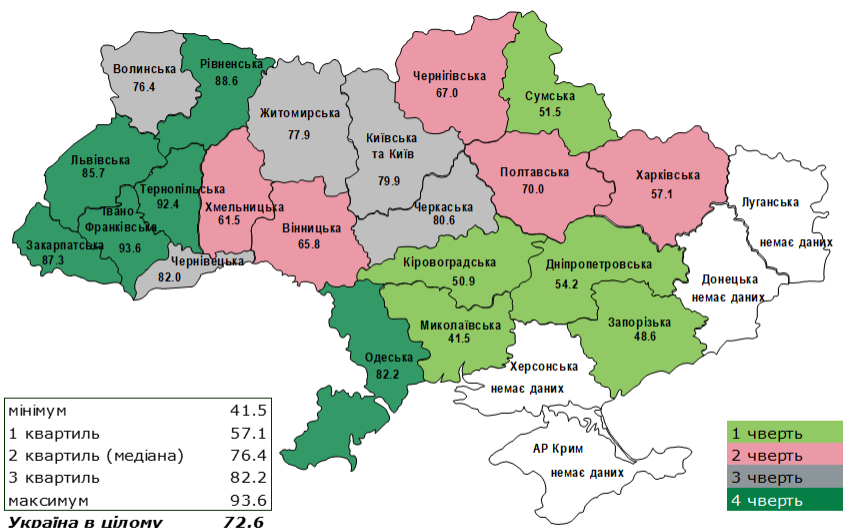 Волинська
76.4
Рівненська
88.6
Житомирська
77.9
Київська
та Київ
79.9
Чернігівська
67.0
Сумська
51.5
Львівська
85.7
Тернопільська
92.4
Хмельницька
61.5
Вінницька
65.8
Черкаська
80.6
Полтавська
70.0
Харківська
57.1
Луганська
немає даних
Івано
Франківська
93.6
Закарпатська
87.3
Чернівецька
82.0
Кіровоградська
50.9
Дніпропетровська
54.2
Донецька
немає даних
Миколаївська
41.5
Запорізька
48.6
Одеська
82.2
Херсонська
немає даних
АР Крим
немає даних
мінімум 41.5
1 квартиль 57.1
2 квартиль (медіана) 76.4
3 квартиль 82.2
максимум 93.6
Україна в цілому 72.6
1 чверть
2 чверть
3 чверть
4 чверть